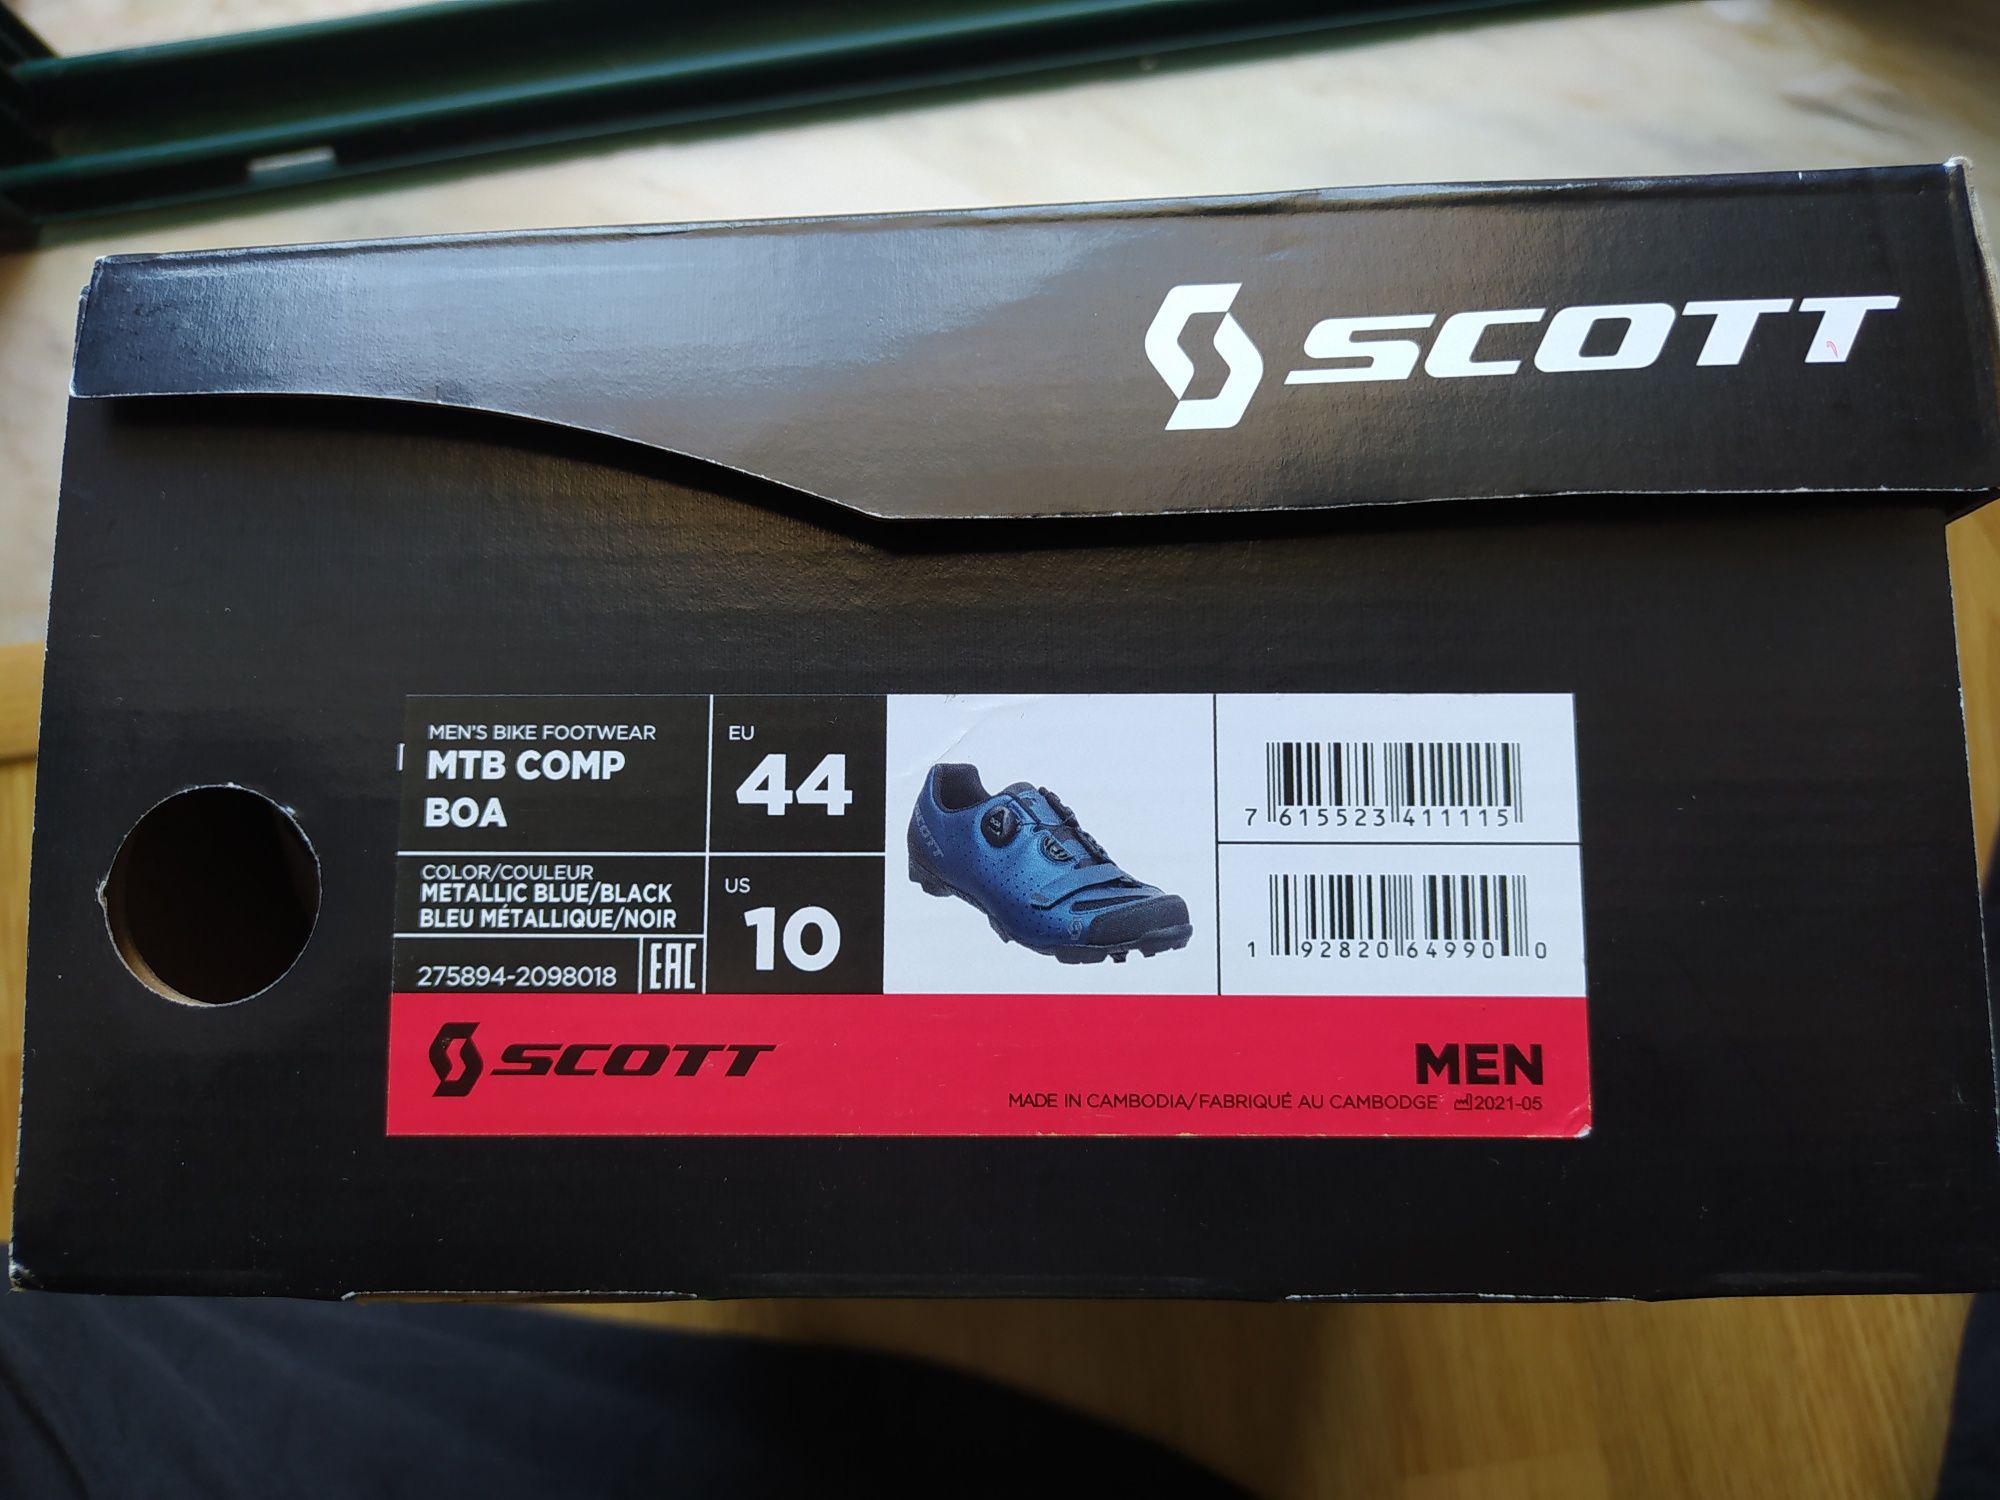 SCOTT
MEN'S BIKE FOOTWEAR
MTB COMP
BOA
EU
44
COLOR/COULEUR
METALLIC BLUE/BLACK
BLEU MÉTALLIQUE/NOIR
275894-2098018
EAC
US
10
SCOTT
7 615523 411115
1 92820 64990 0
SCOTT
MEN
MADE IN CAMBODIA/FABRIQUÉ AU CAMBODGE 2021-05